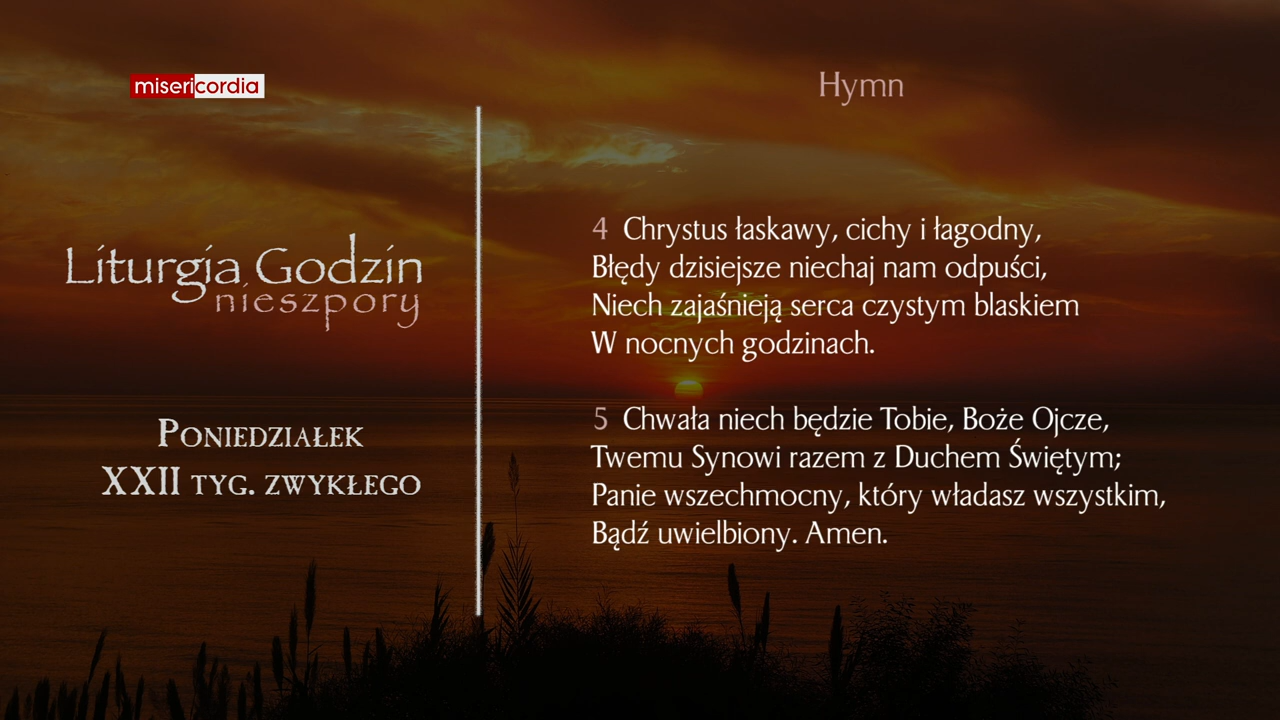 misericordia
Liturgia Godzin
nieszpory
Poniedziałek
XXII tyg. zwykłego
Hymn
4 Chrystus łaskawy, cichy i łagodny,
Błędy dzisiejsze niechaj nam odpuści,
Niech zajaśnieją serca czystym blaskiem
W nocnych godzinach.
5 Chwała niech będzie Tobie, Boże Ojcze,
Twemu Synowi razem z Duchem Świętym;
Panie wszechmocny, który władasz wszystkim,
Bądź uwielbiony. Amen.